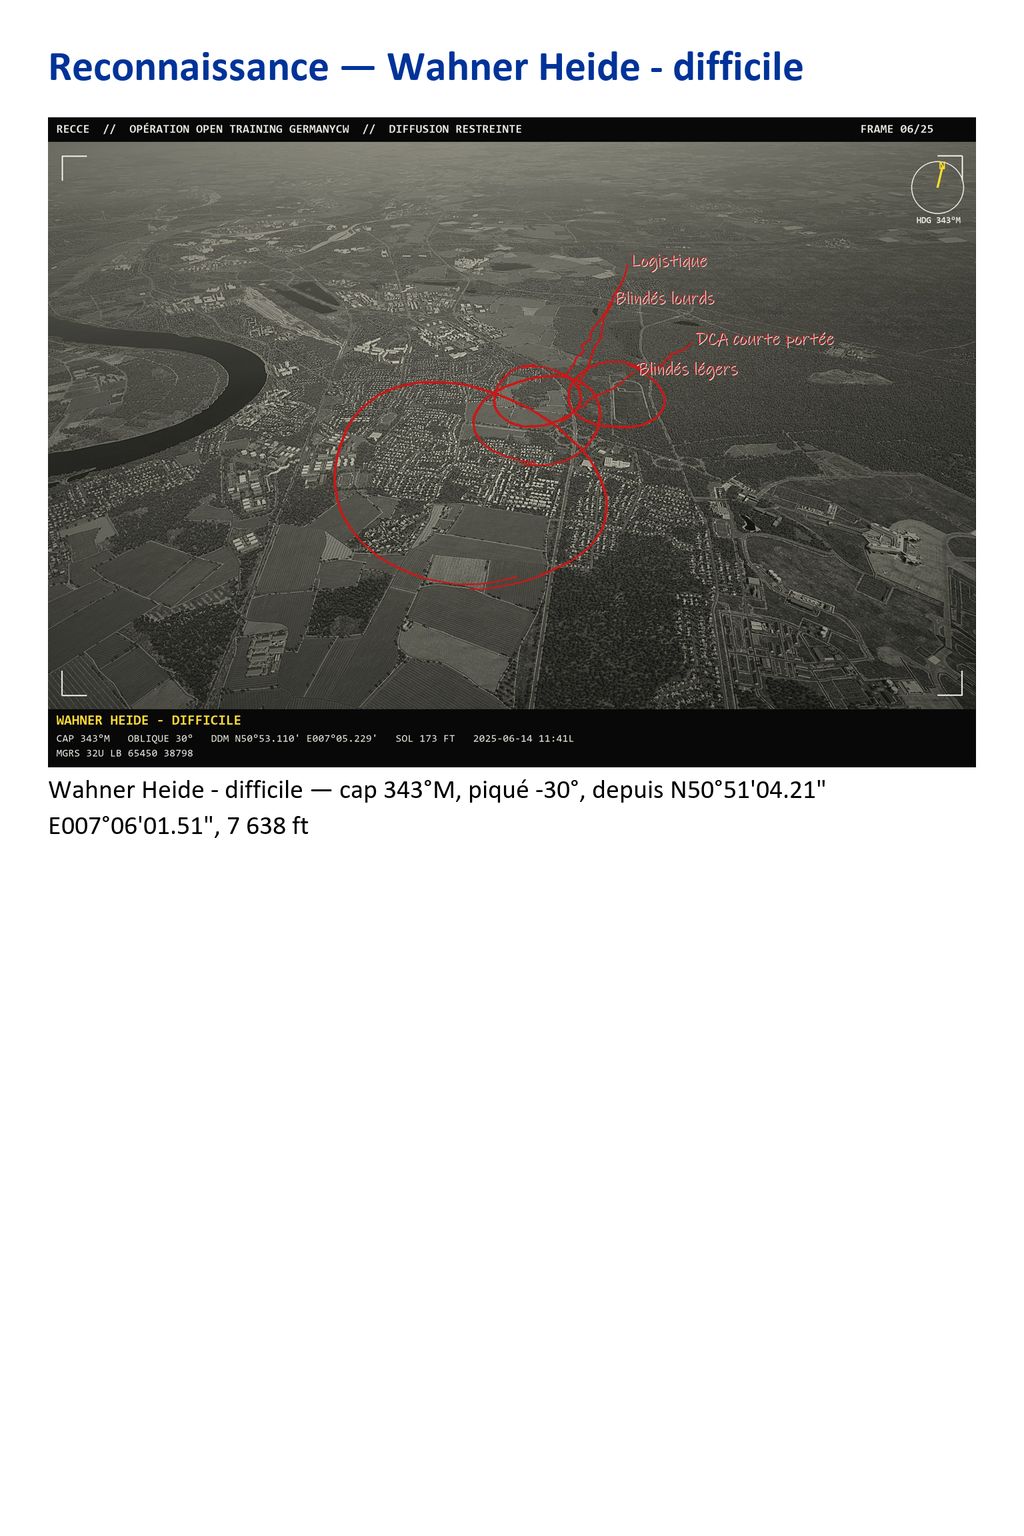 Reconnaissance — Wahner Heide - difficile
RECCE // OPÉRATION OPEN TRAINING GERMANYCW // DIFFUSION RESTREINTE FRAME 06/25
N
HDG 343°M
Logistique
Blindés lourds
DCA courte portée
Blindés légers
WAHNER HEIDE - DIFFICILE
CAP 343°M OBLIQUE 30° DDM N50°53.110' E007°05.229' SOL 173 FT 2025-06-14 11:41L
MGRS 32U LB 65450 38798
Wahner Heide - difficile — cap 343°M, piqué -30°, depuis N50°51'04.21"
E007°06'01.51", 7 638 ft